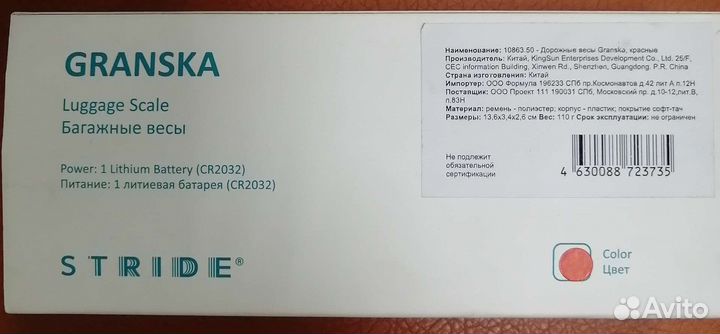 GRANSKA
Luggage Scale
Багажные весы
Power: 1 Lithium Battery (CR2032)
Питание: 1 литиевая батарея (CR2032)
STRIDE®
Наименование: 10863.50 - Дорожные весы Granska, красные
Производитель: Китай, KingSun Enterprises Development Co., Ltd. 25/F,
CEC information Building, Xinwen Rd., Shenzhen, Guangdong. P.R. China
Страна изготовления: Китай
Импортер: ООО Формула 196233 СПб пр.Космонавтов д.42 лит А п.12Н
Поставщик: ООО Проект 111 190031 СПб, Московский пр. д.10-12,лит.В,
п.83Н
Материал: ремень - полиэстер; корпус - пластик; покрытие софт-тач
Размеры: 13,6х3,4х2,6 см Вес: 110 г Срок эксплуатации: не ограничен
Не подлежит
обязательной
сертификации
4 630088 723735
Color
Цвет
Avito